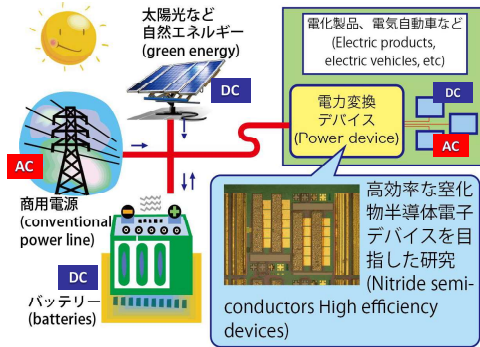 太陽光など
自然エネルギー
(green energy)
DC
電化製品、電気自動車など
(Electric products,
electric vehicles, etc)
電力変換
デバイス
(Power device)
DC
AC
AC
商用電源
(conventional
power line)
DC
バッテリー
(batteries)
高効率な窒化
物半導体電子
デバイスを目
指した研究
(Nitride semi-
conductors High efficiency
devices)